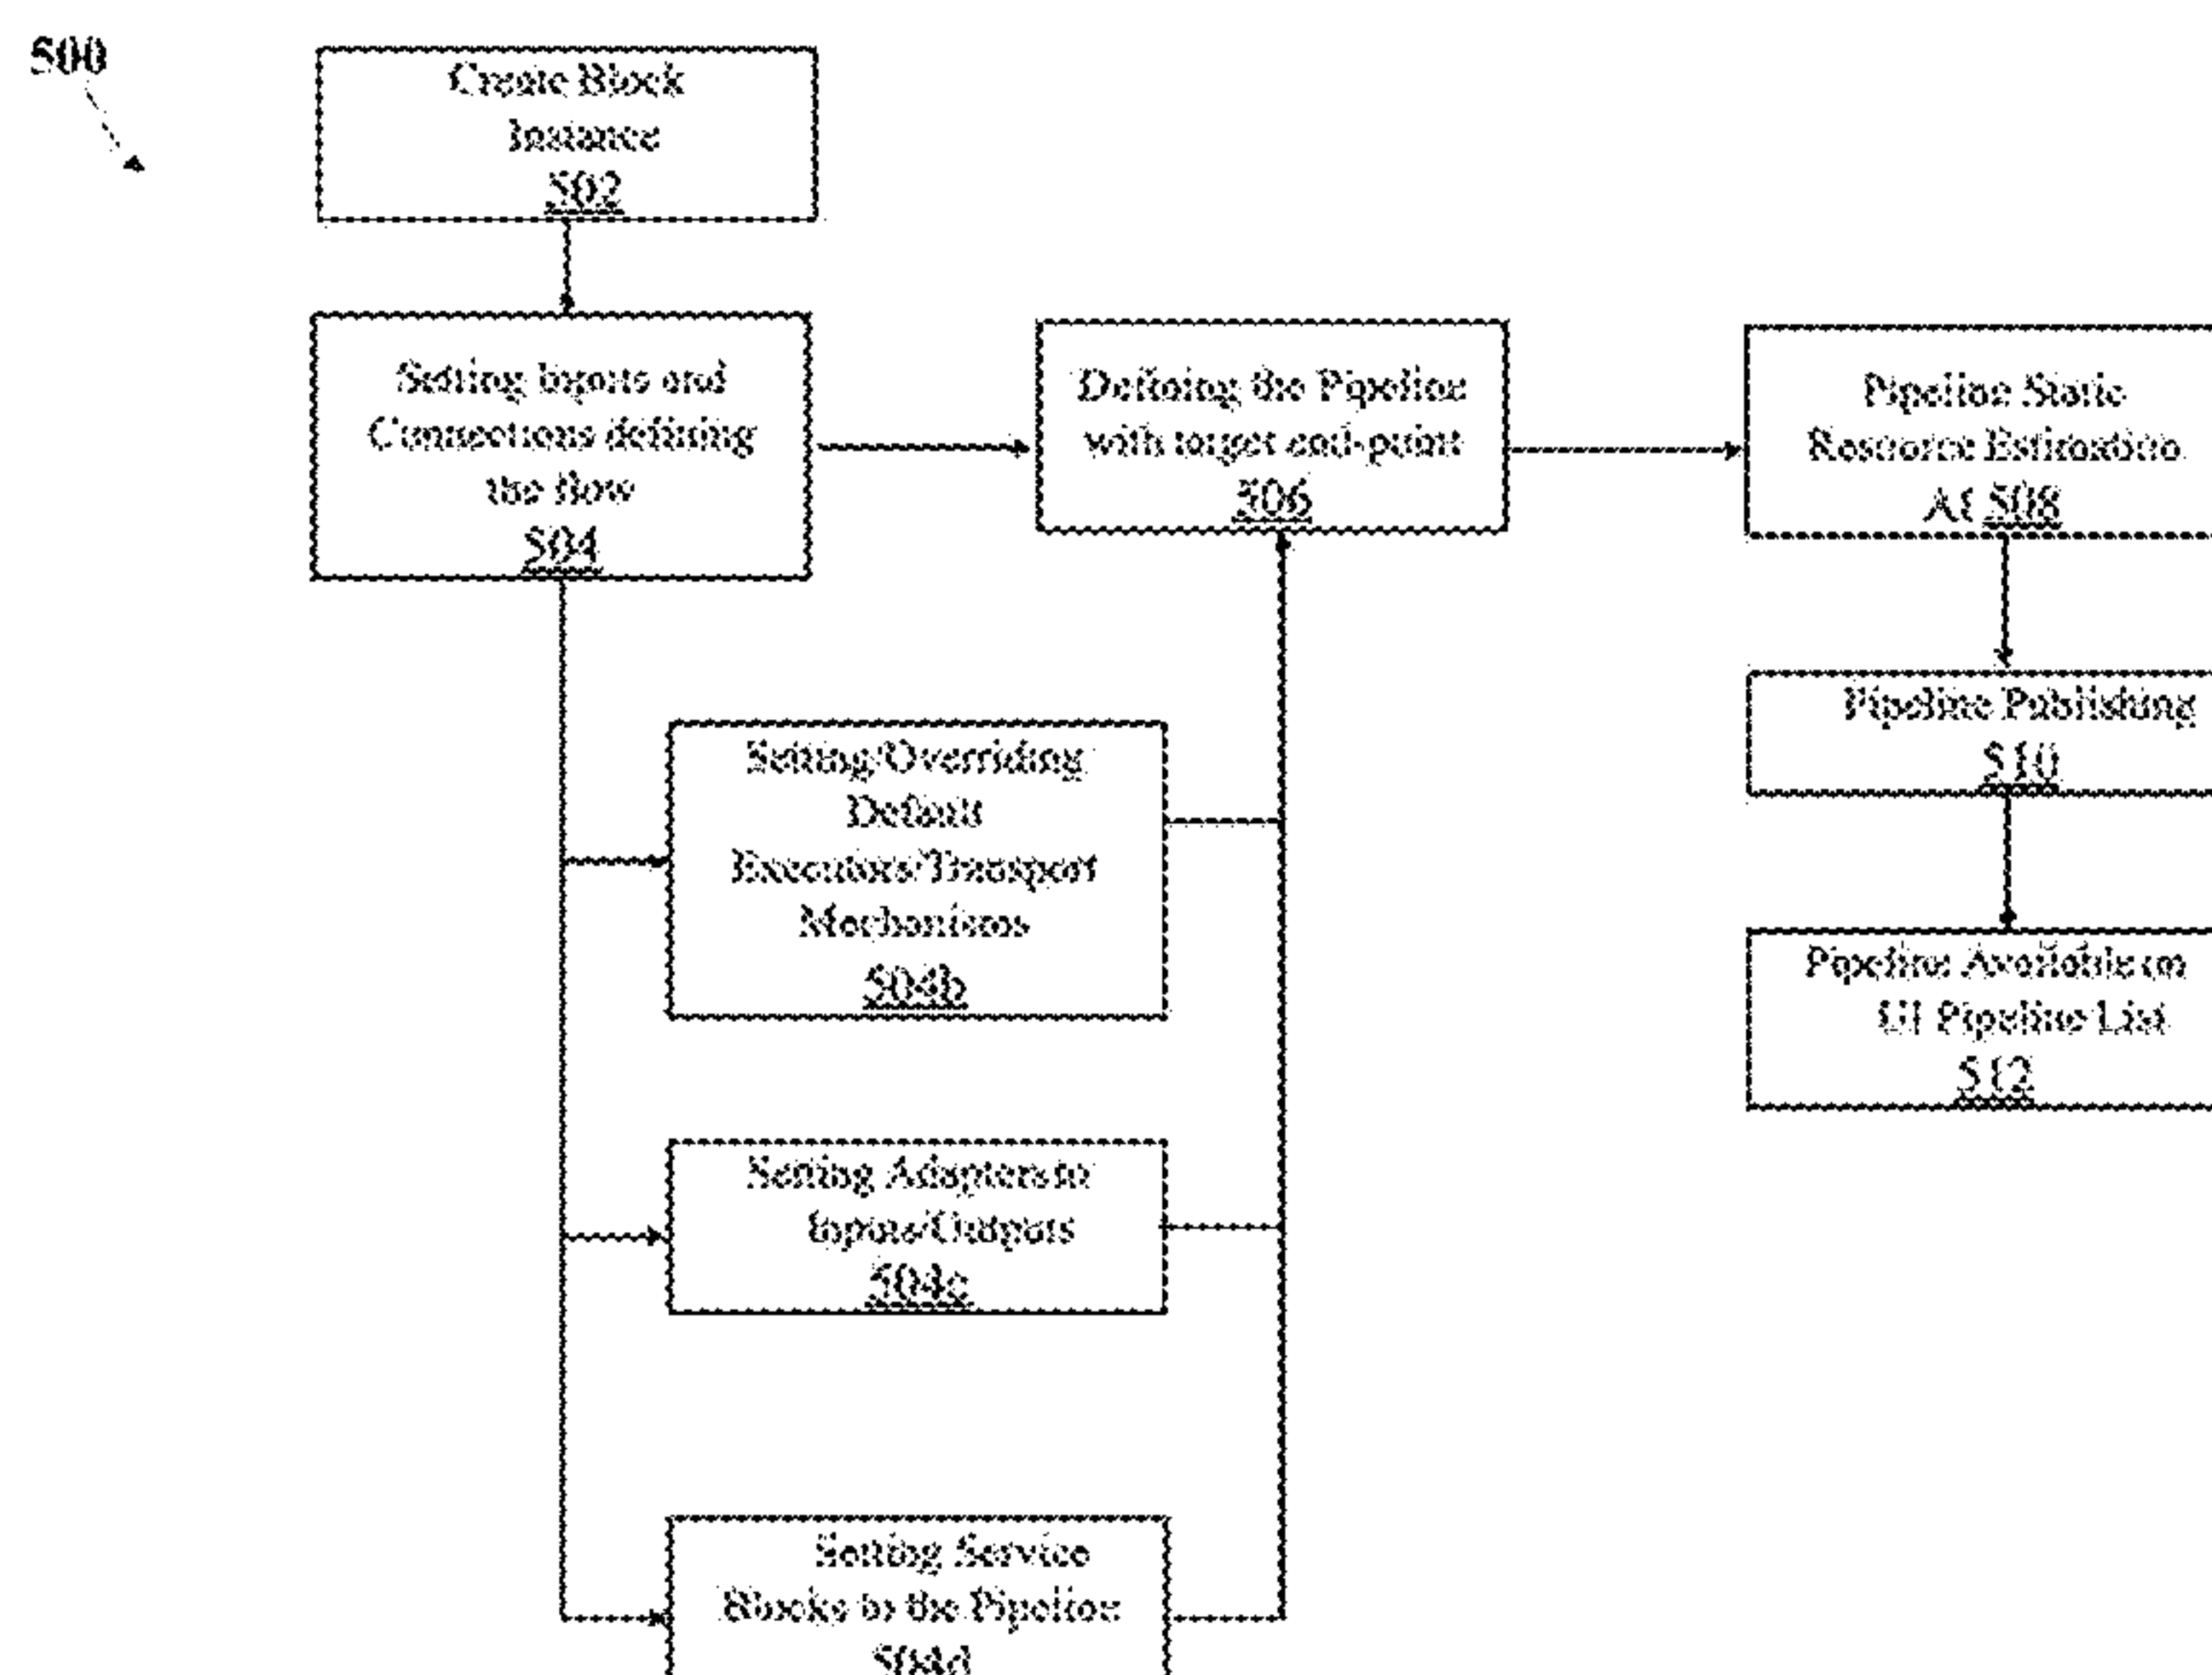 500
Create Block
Instance
502
Setting Inputs and
Connections defining
the flow
504
Defining the Pipeline
with target end-point
506
Pipeline Static
Resource Estimation
At 508
Pipeline Publishing
510
Pipeline Available on
UI Pipeline List
512
Setting/Overriding
Default
Executors/Transport
Mechanisms
504b
Setting Adapters to
Inputs/Outputs
504c
Setting Service
Blocks to the Pipeline
504d